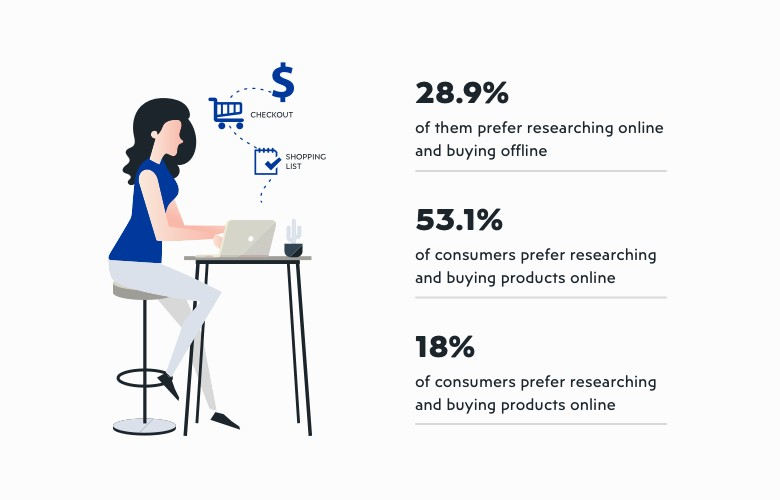 $
CHECKOUT
SHOPPING
LIST
28.9%
of them prefer researching online
and buying offline
53.1%
of consumers prefer researching
and buying products online
18%
of consumers prefer researching
and buying products online